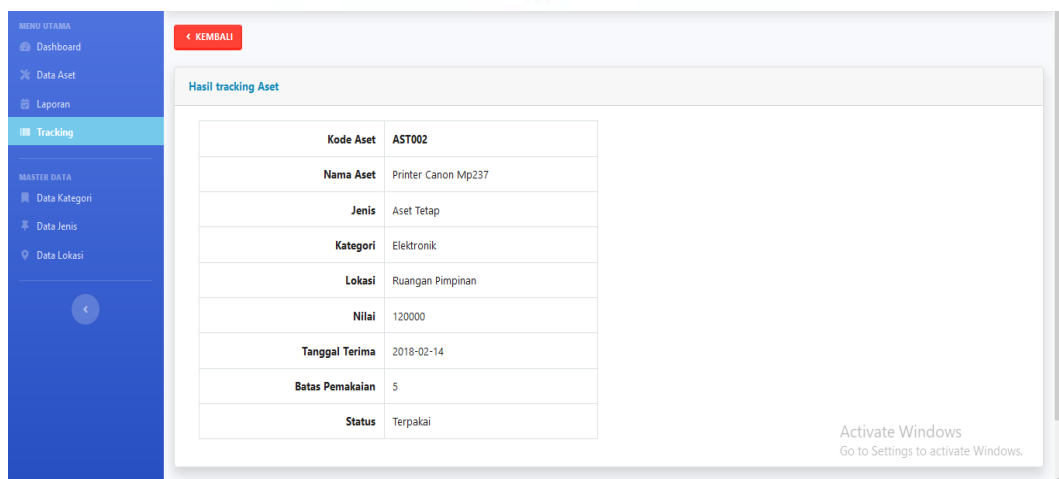 MENU UTAMA
Dashboard
Data Aset
Laporan
Tracking
MASTER DATA
Data Kategori
Data Jenis
Data Lokasi
KEMBALI
Hasil tracking Aset
Kode Aset AST002
Nama Aset Printer Canon Mp237
Jenis Aset Tetap
Kategori Elektronik
Lokasi Ruangan Pimpinan
Nilai 120000
Tanggal Terima 2018-02-14
Batas Pemakaian 5
Status Terpakai
Activate Windows
Go to Settings to activate Windows.